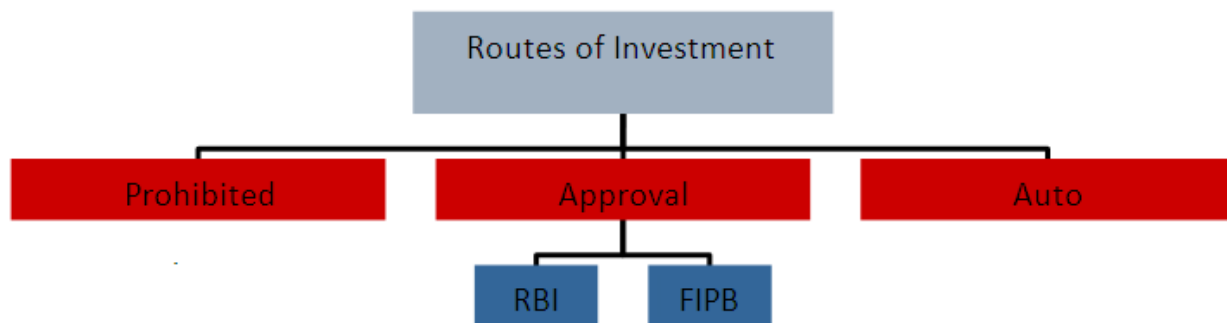 Routes of Investment
Prohibited
Approval
Auto
RBI
FIPB